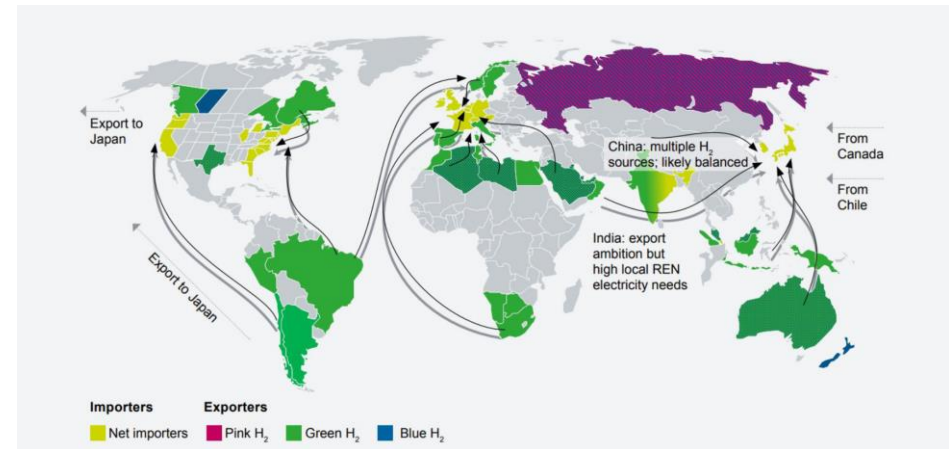 Export to
Japan
Export to Japan
China: multiple H₂
sources; likely balanced
From
Canada
From
Chile
India: export
ambition but
high local REN
electricity needs
Importers
Exporters
Net importers
Pink H₂
Green H₂
Blue H₂